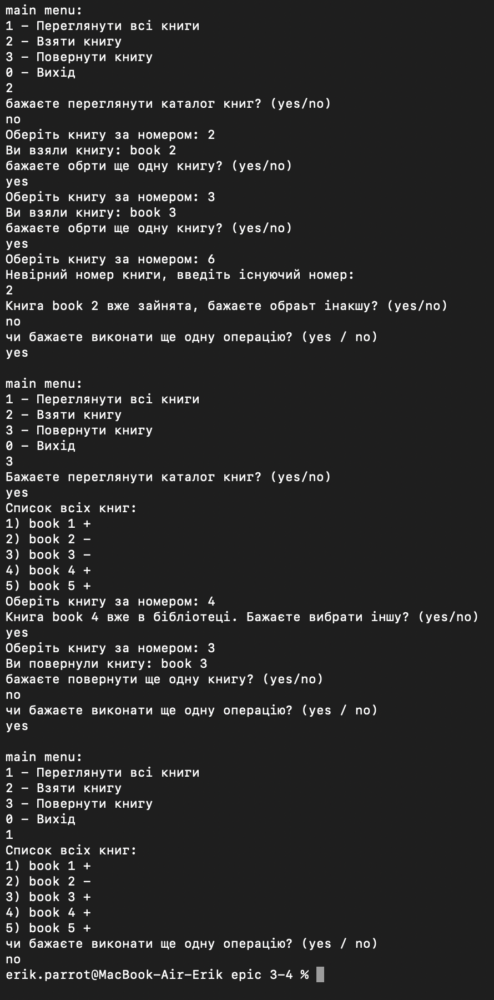 main menu:
1 – Переглянути всі книги
2 – Взяти книгу
3 – Повернути книгу
0 – Вихід
2
бажаєте переглянути каталог книг? (yes/no)
no
Оберіть книгу за номером: 2
Ви взяли книгу: book 2
бажаєте обрти ще одну книгу? (yes/no)
yes
Оберіть книгу за номером: 3
Ви взяли книгу: book 3
бажаєте обрти ще одну книгу? (yes/no)
yes
Оберіть книгу за номером: 6
Невірний номер книги, введіть існуючий номер:
2
Книга book 2 вже зайнята, бажаєте обраьт інакшу? (yes/no)
no
чи бажаєте виконати ще одну операцію? (yes / no)
yes

main menu:
1 – Переглянути всі книги
2 – Взяти книгу
3 – Повернути книгу
0 – Вихід
3
Бажаєте переглянути каталог книг? (yes/no)
yes
Список всіх книг:
1) book 1 +
2) book 2 –
3) book 3 –
4) book 4 +
5) book 5 +
Оберіть книгу за номером: 4
Книга book 4 вже в бібліотеці. Бажаєте вибрати іншу? (yes/no)
yes
Оберіть книгу за номером: 3
Ви повернули книгу: book 3
бажаєте повернути ще одну книгу? (yes/no)
no
чи бажаєте виконати ще одну операцію? (yes / no)
yes

main menu:
1 – Переглянути всі книги
2 – Взяти книгу
3 – Повернути книгу
0 – Вихід
1
Список всіх книг:
1) book 1 +
2) book 2 –
3) book 3 +
4) book 4 +
5) book 5 +
чи бажаєте виконати ще одну операцію? (yes / no)
no
erik.parrot@MacBook-Air-Erik epic 3-4 %